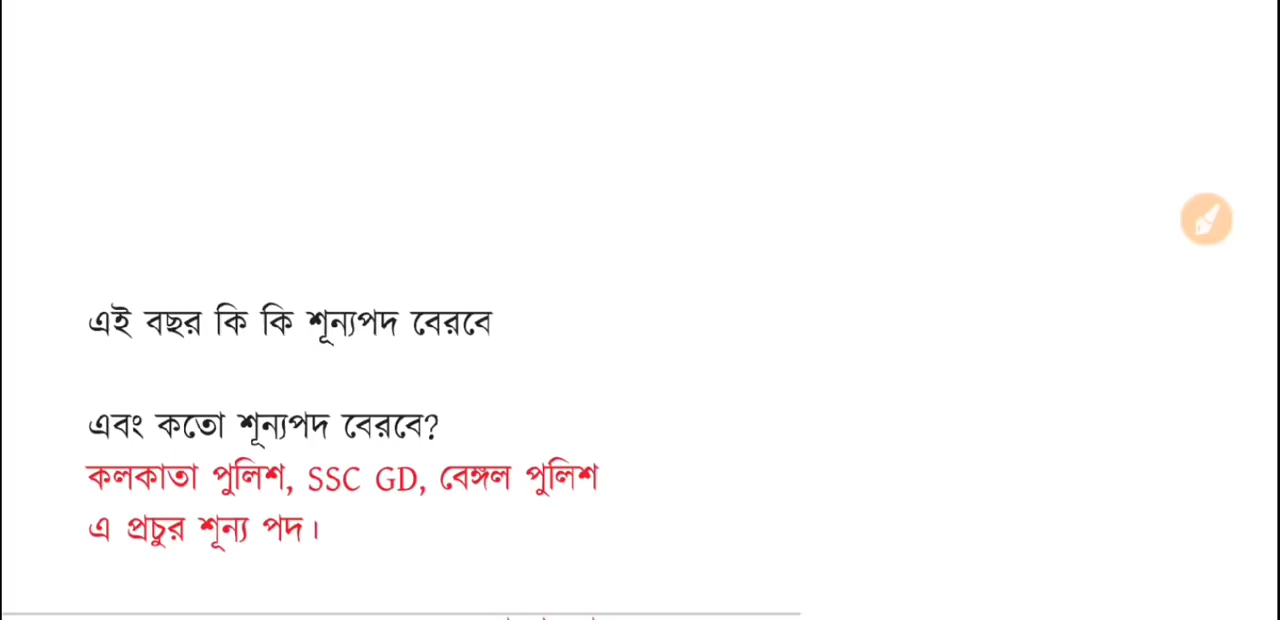 এই বছর কি কি শূন্যপদ বেরবে
এবং কতো শূন্যপদ বেরবে?
কলকাতা পুলিশ, SSC GD, বেঙ্গল পুলিশ
এ প্রচুর শূন্য পদ।